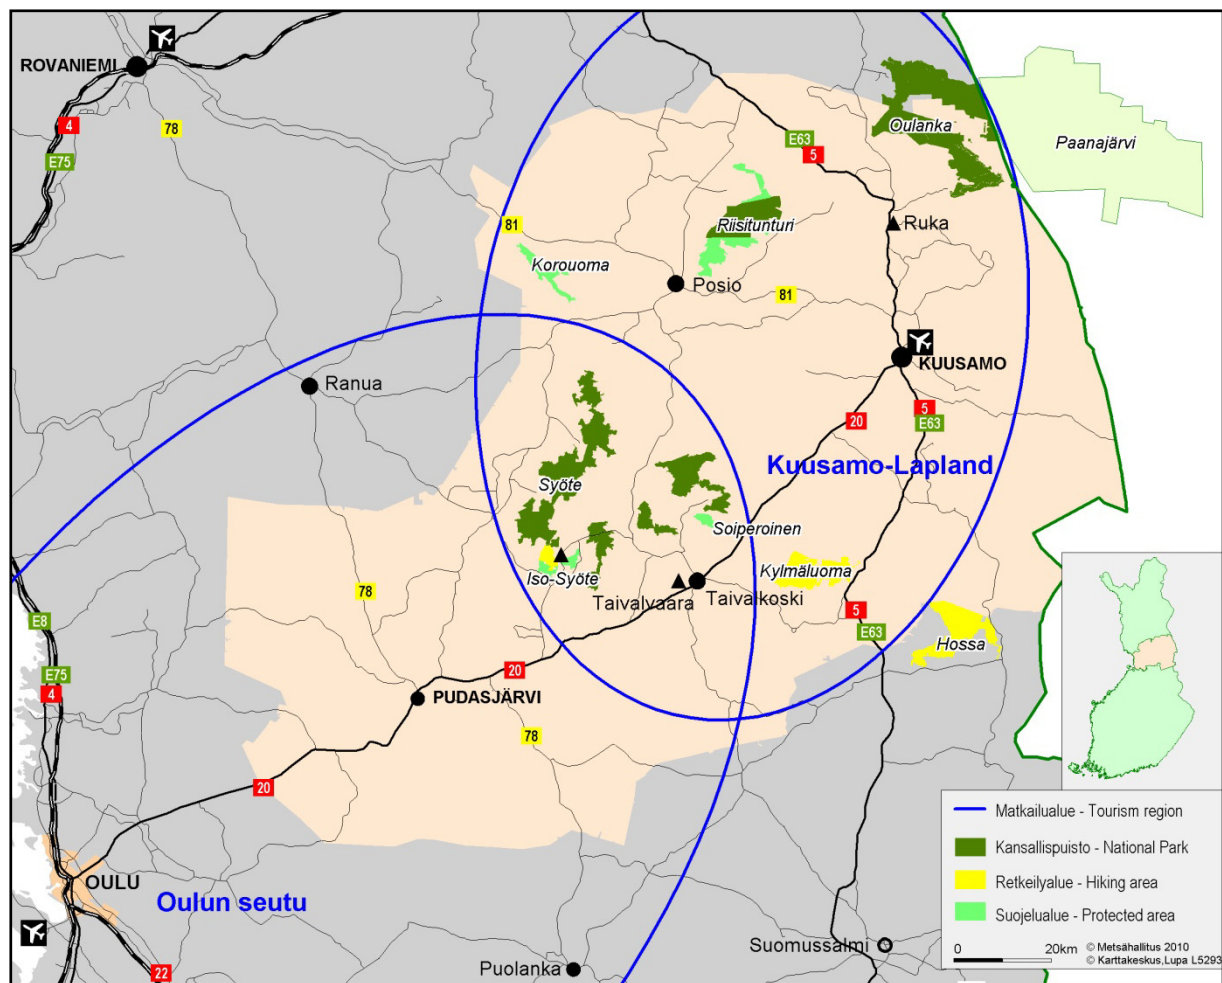 ROVANIEMI
4
78
E75
E63
5
Oulanka
Paanajärvi
81
Riisitunturi
Ruka
Korouoma
Posio
81
KUUSAMO
Ranua
5
20
E63
Kuusamo-Lapland
Syöte
Soiperoinen
Iso-Syöte
Kylmäluoma
78
Taivalvaara
Taivalkoski
5
E8
E63
Hossa
E75
20
4
PUDASJÄRVI
78
20
OULU
Oulun seutu
Suomussalmi
Puolanka
22
Matkailualue - Tourism region
Kansallispuisto - National Park
Retkeilyalue - Hiking area
Suojelualue - Protected area
0 20km
© Metsähallitus 2010
© Karttakeskus,Lupa L5293